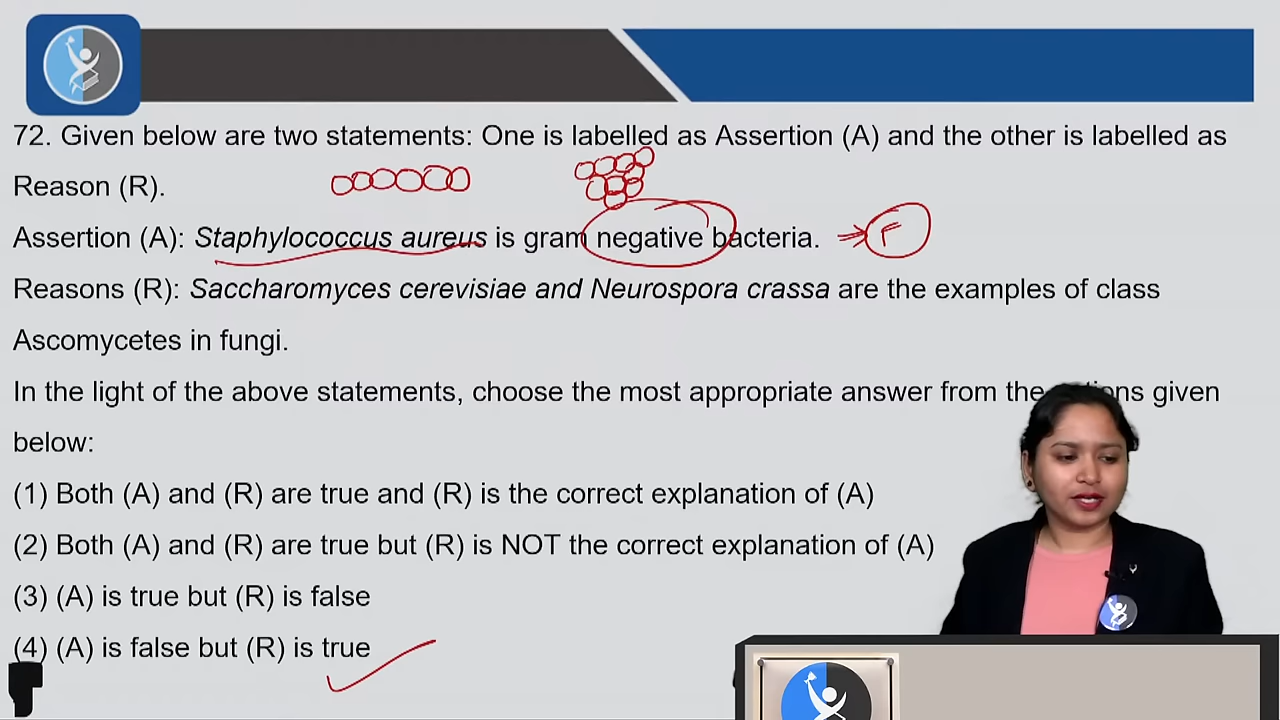 72. Given below are two statements: One is labelled as Assertion (A) and the other is labelled as
Reason (R).
Assertion (A): Staphylococcus aureus is gram negative bacteria. F
Reasons (R): Saccharomyces cerevisiae and Neurospora crassa are the examples of class
Ascomycetes in fungi.
In the light of the above statements, choose the most appropriate answer from the given
below:
(1) Both (A) and (R) are true and (R) is the correct explanation of (A)
(2) Both (A) and (R) are true but (R) is NOT the correct explanation of (A)
(3) (A) is true but (R) is false
(4) (A) is false but (R) is true